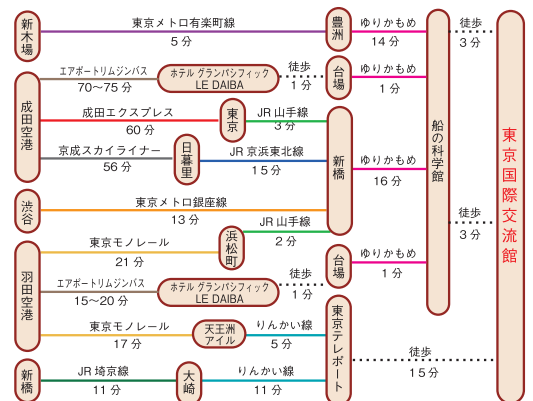 新木場
東京メトロ有楽町線
5分
豊洲
ゆりかもめ
14分
船の科学館
徒歩
3分
東京国際交流館
成田空港
エアポートリムジンバス
70～75分
ホテル グランパシフィック
LE DAIBA
徒歩
1分
台場
ゆりかもめ
1分
成田エクスプレス
60分
東京
JR山手線
3分
新橋
京成スカイライナー
56分
日暮里
JR京浜東北線
15分
ゆりかもめ
16分
渋谷
東京メトロ銀座線
13分
徒歩
3分
羽田空港
東京モノレール
21分
浜松町
JR山手線
2分
エアポートリムジンバス
15～20分
ホテル グランパシフィック
LE DAIBA
徒歩
1分
台場
ゆりかもめ
1分
東京モノレール
17分
天王洲
アイル
りんかい線
5分
東京テレポート
徒歩
15分
新橋
JR埼京線
11分
大崎
りんかい線
11分